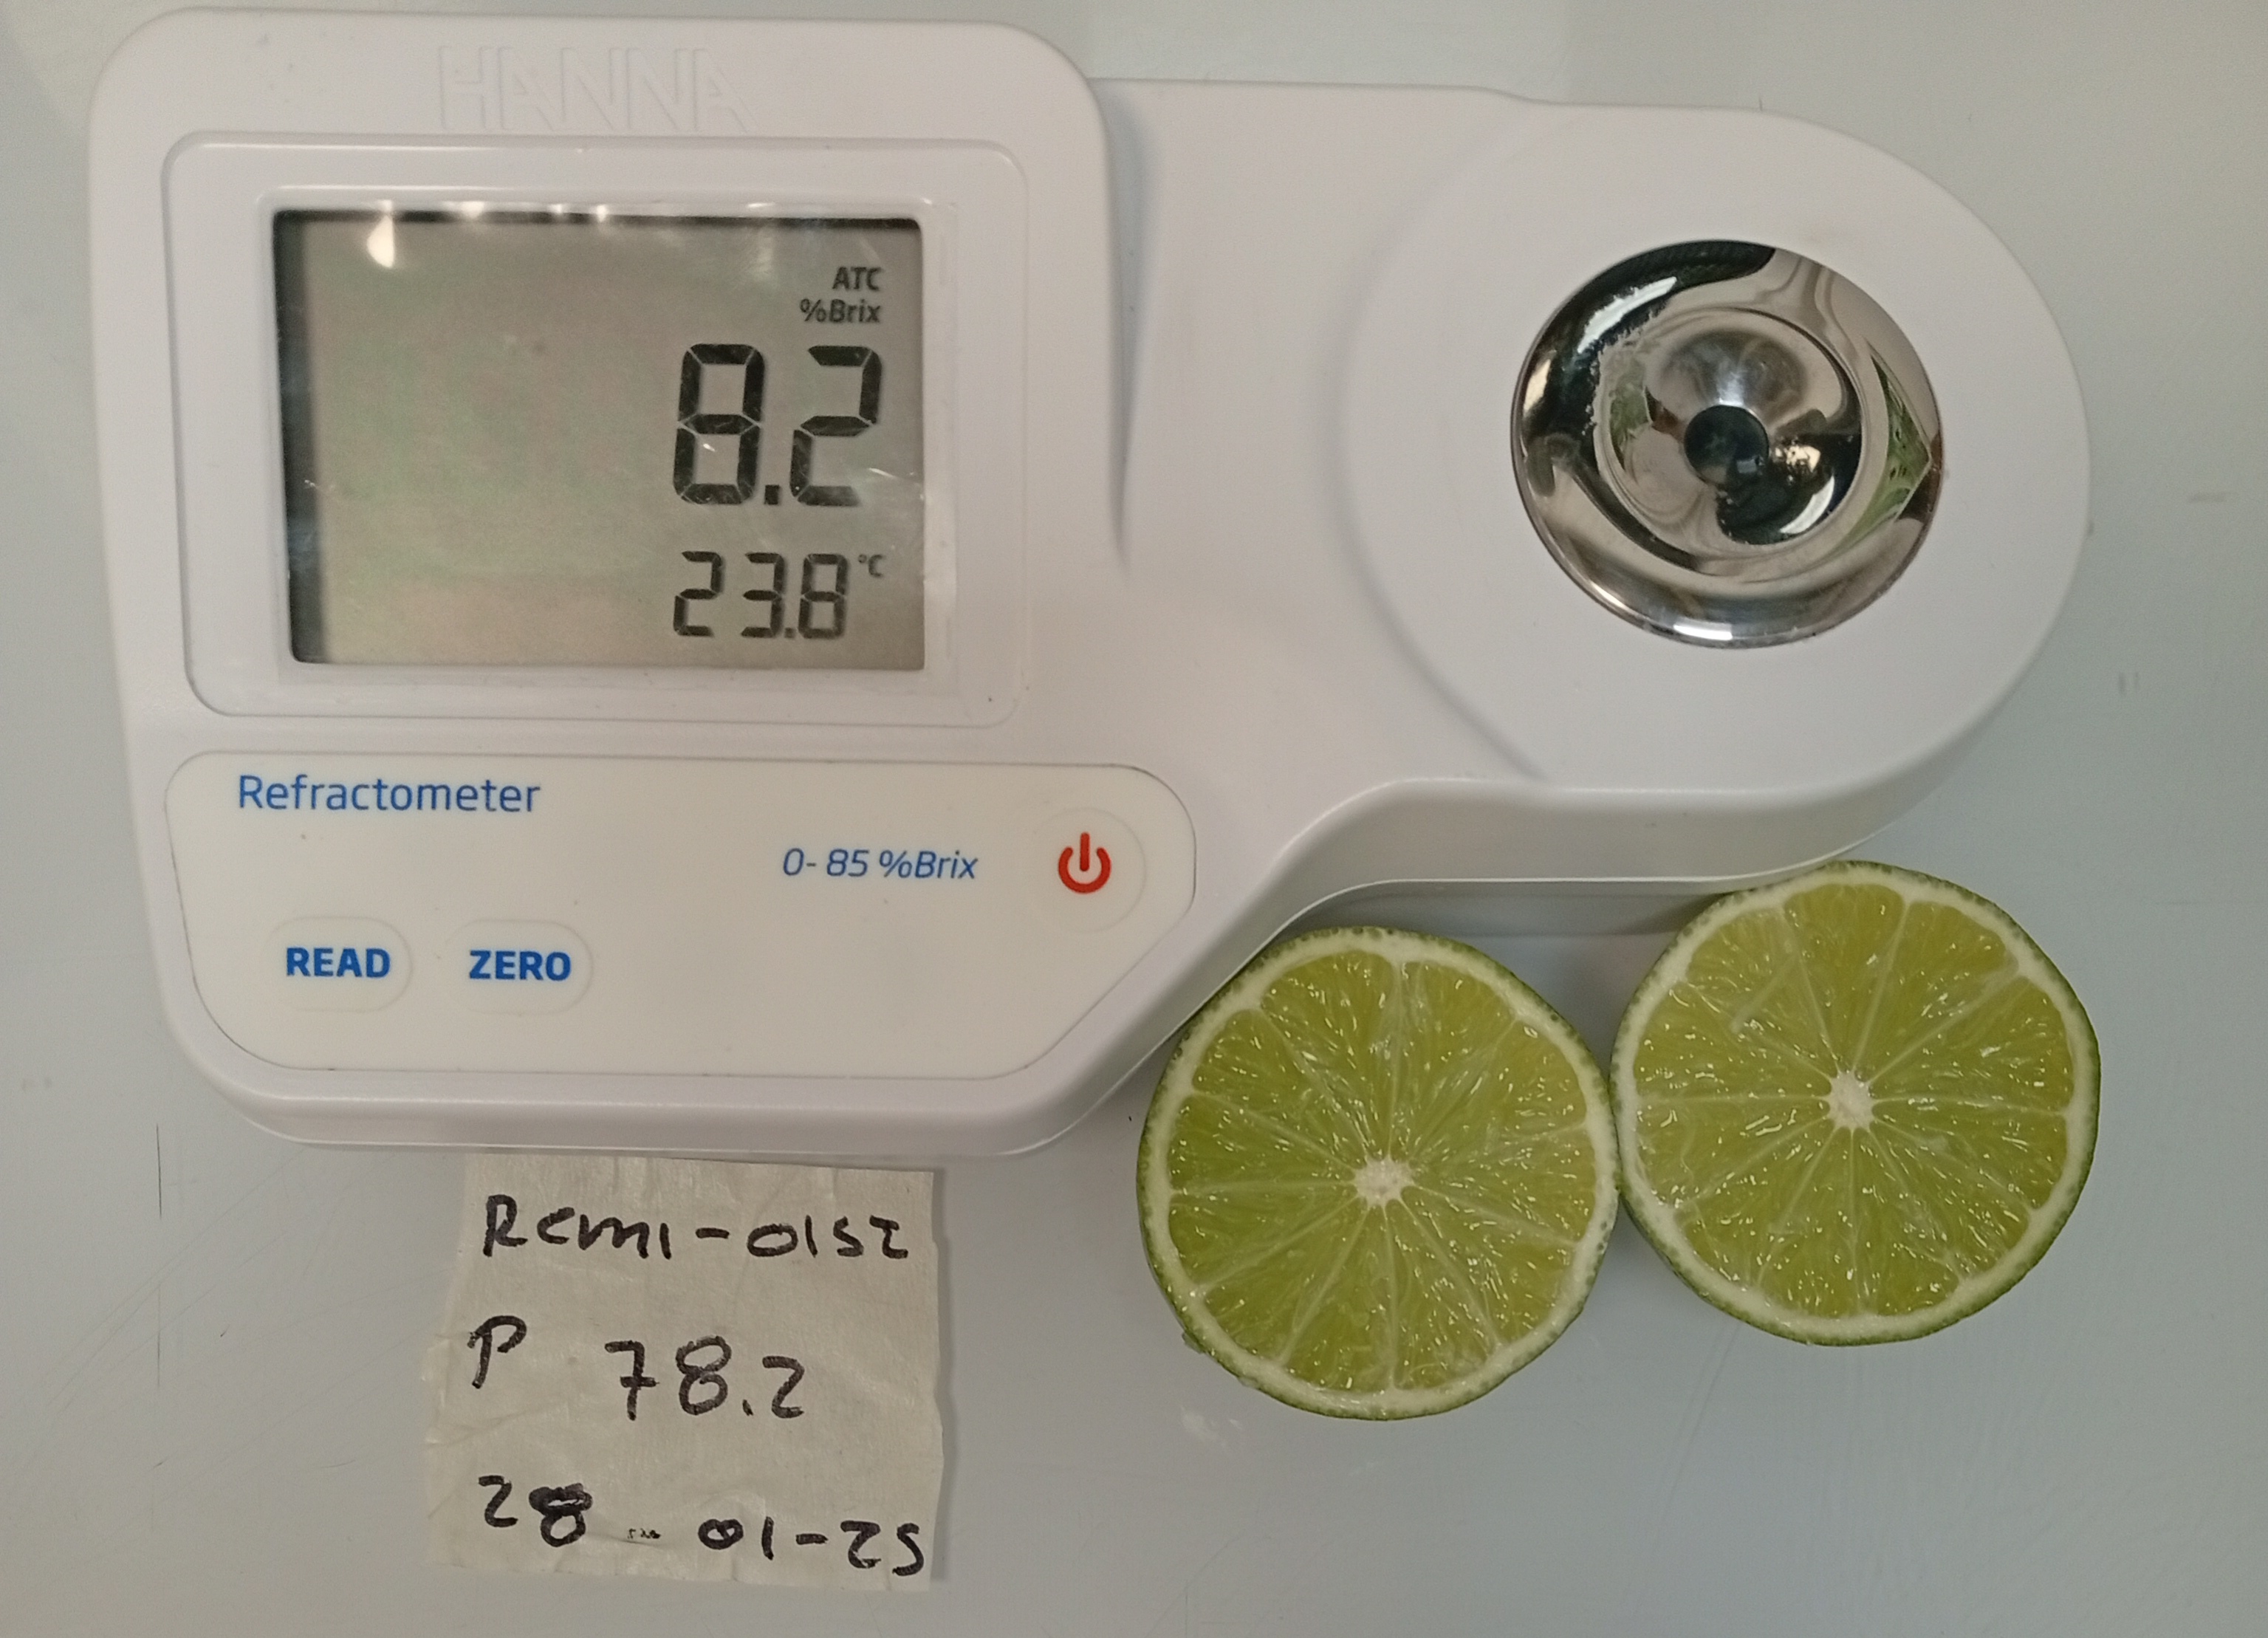 HANNA
ATC
%Brix
8.2
23.8 °C
Refractometer
0-85 %Brix
READ
ZERO
Remi-0152
P 78.2
28-01-25